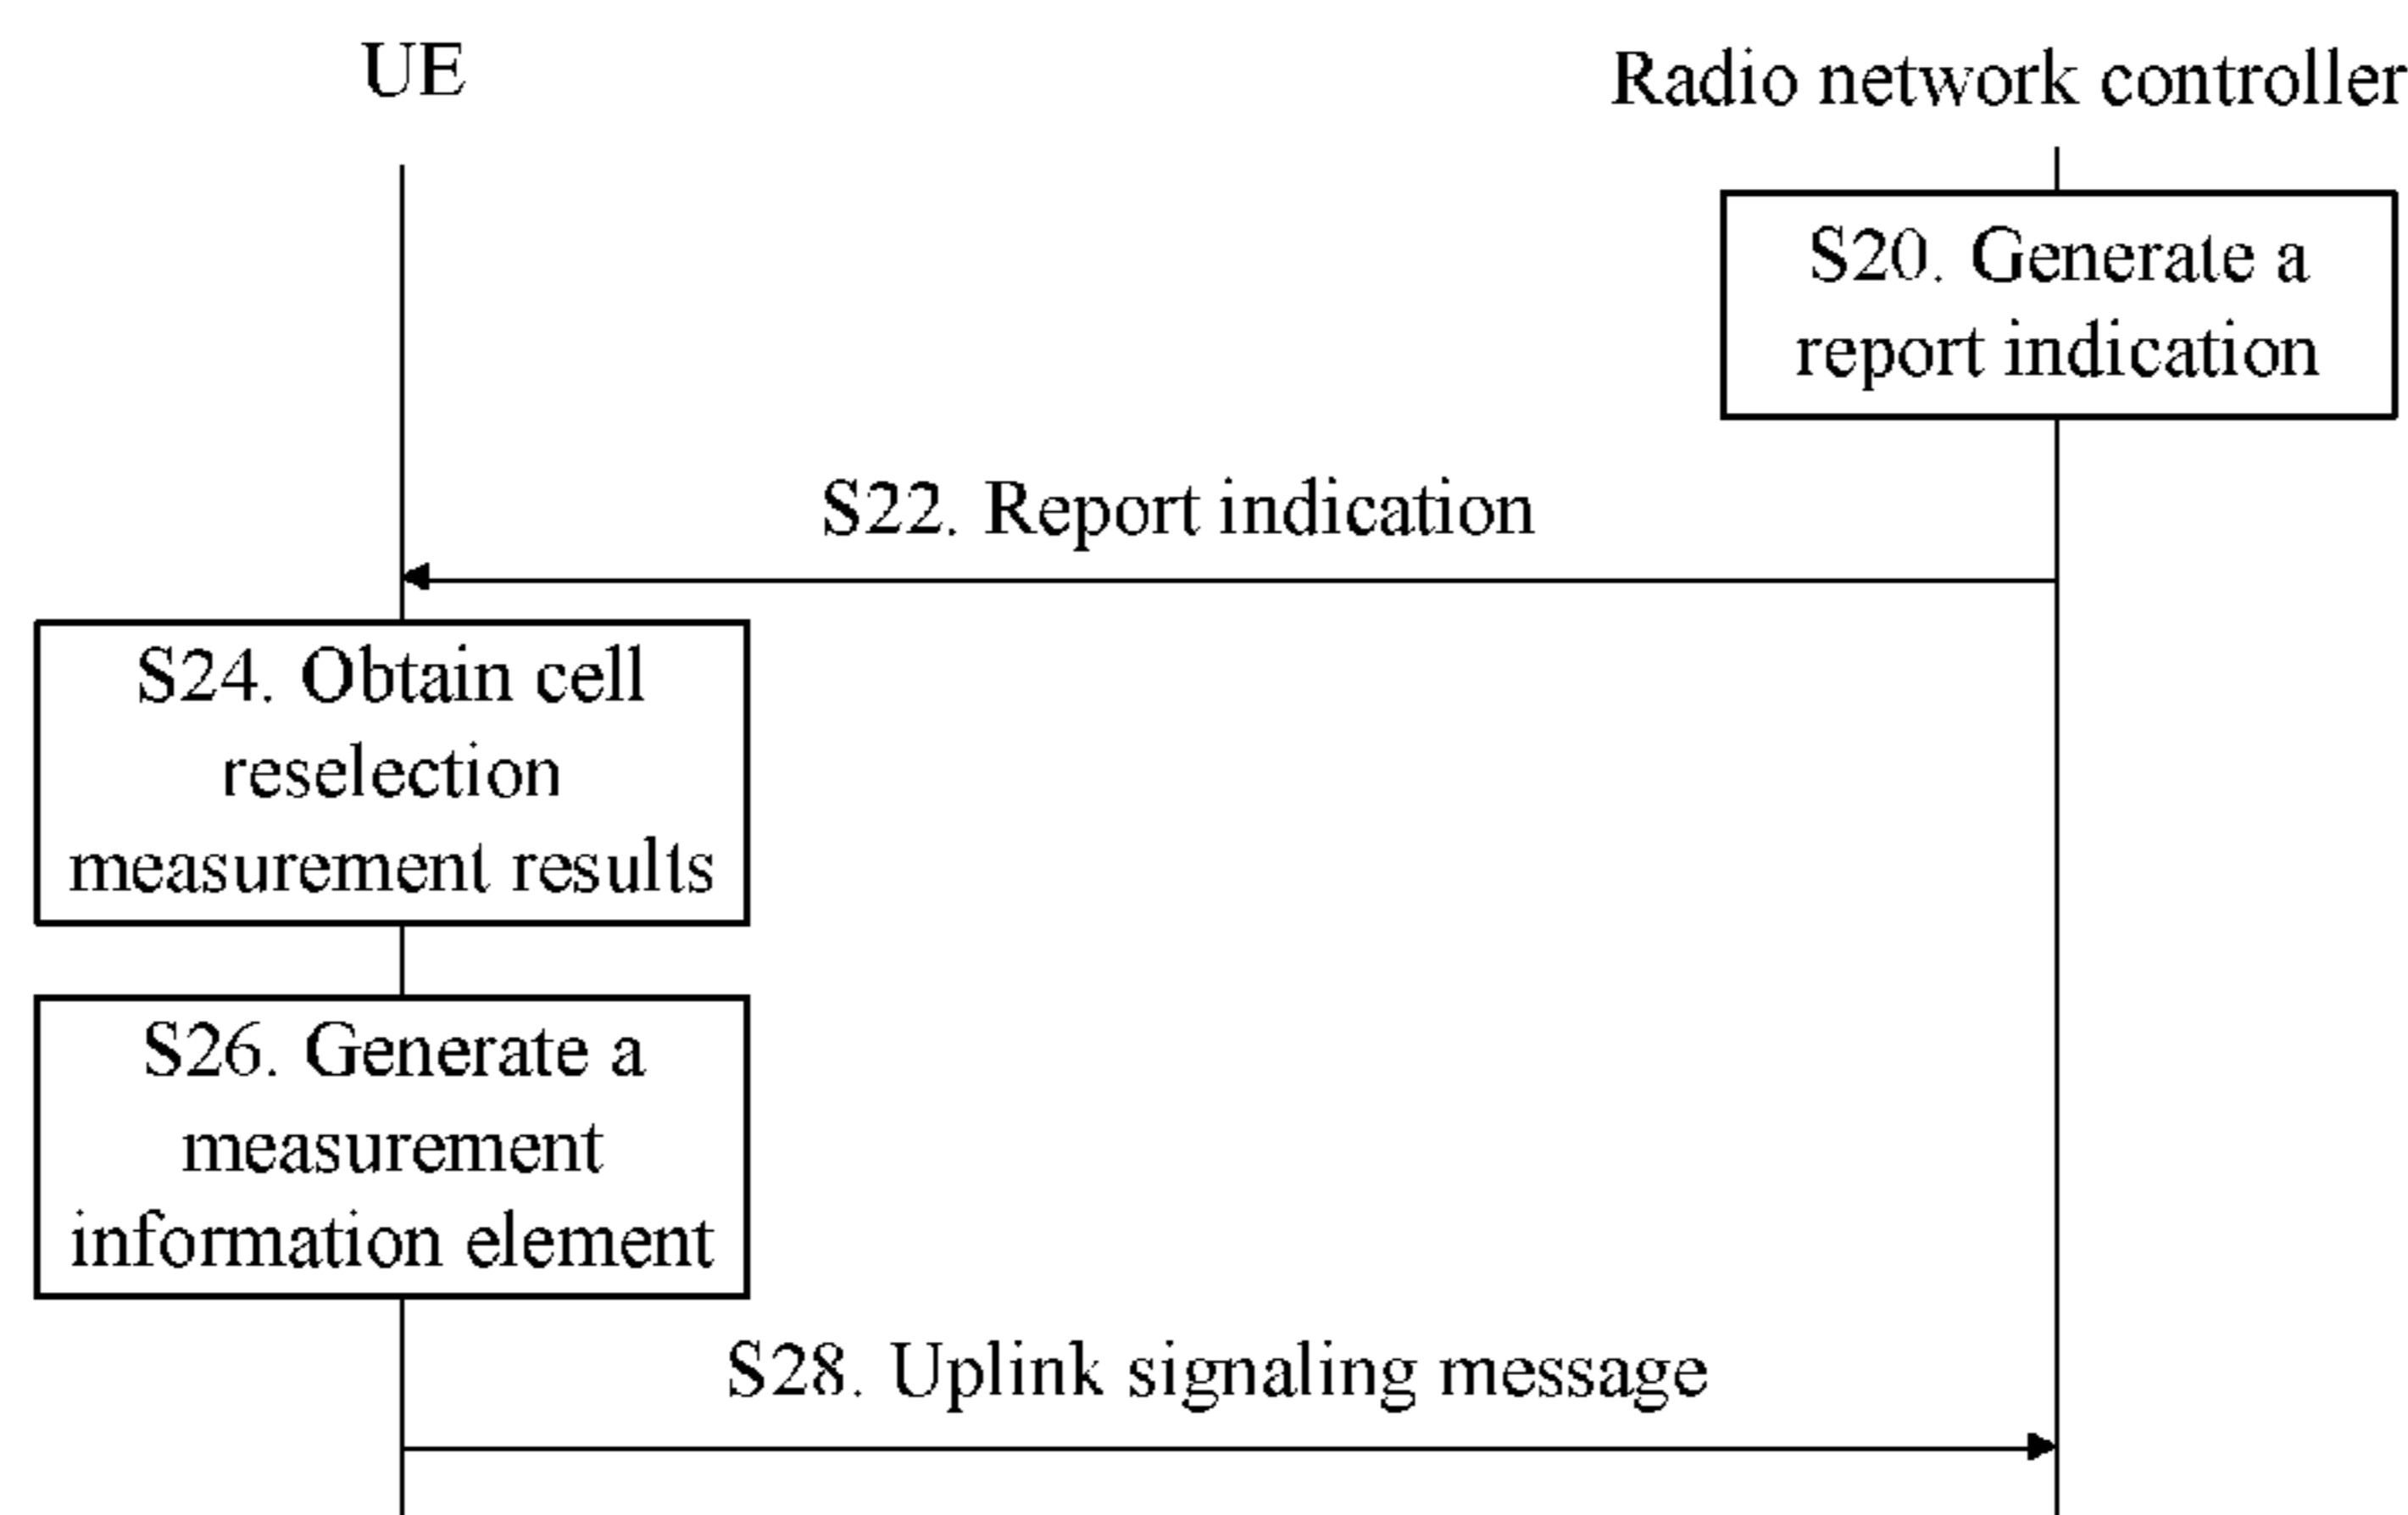 UE
Radio network controller
S20. Generate a
report indication
S22. Report indication
S24. Obtain cell
reselection
measurement results
S26. Generate a
measurement
information element
S28. Uplink signaling message